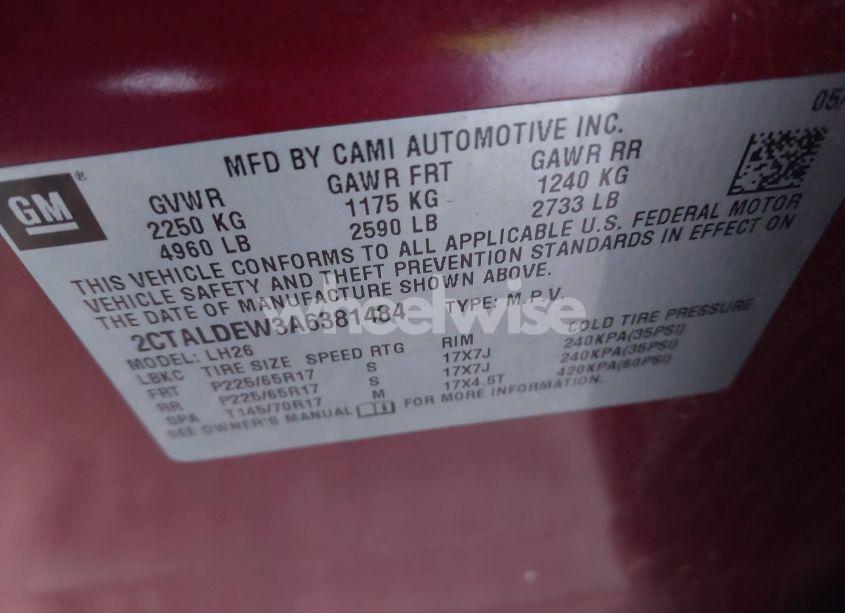 05/
MFD BY CAMI AUTOMOTIVE INC.
GM
GVWR GAWR FRT GAWR RR
2250 KG 1175 KG 1240 KG
4960 LB 2590 LB 2733 LB
THIS VEHICLE CONFORMS TO ALL APPLICABLE U.S. FEDERAL MOTOR
VEHICLE SAFETY AND THEFT PREVENTION STANDARDS IN EFFECT ON
THE DATE OF MANUFACTURE SHOWN ABOVE.
2CTALDEW3A6381484 TYPE: M.P.V.
MODEL: LH26
LBKC TIRE SIZE SPEED RTG RIM COLD TIRE PRESSURE
FRT P225/65R17 S 17X7J 240KPA(35PSI)
RR P225/65R17 S 17X7J 240KPA(35PSI)
SPA T145/70R17 M 17X4.5T 420KPA(60PSI)
SEE OWNER'S MANUAL FOR MORE INFORMATION.
wheelwise